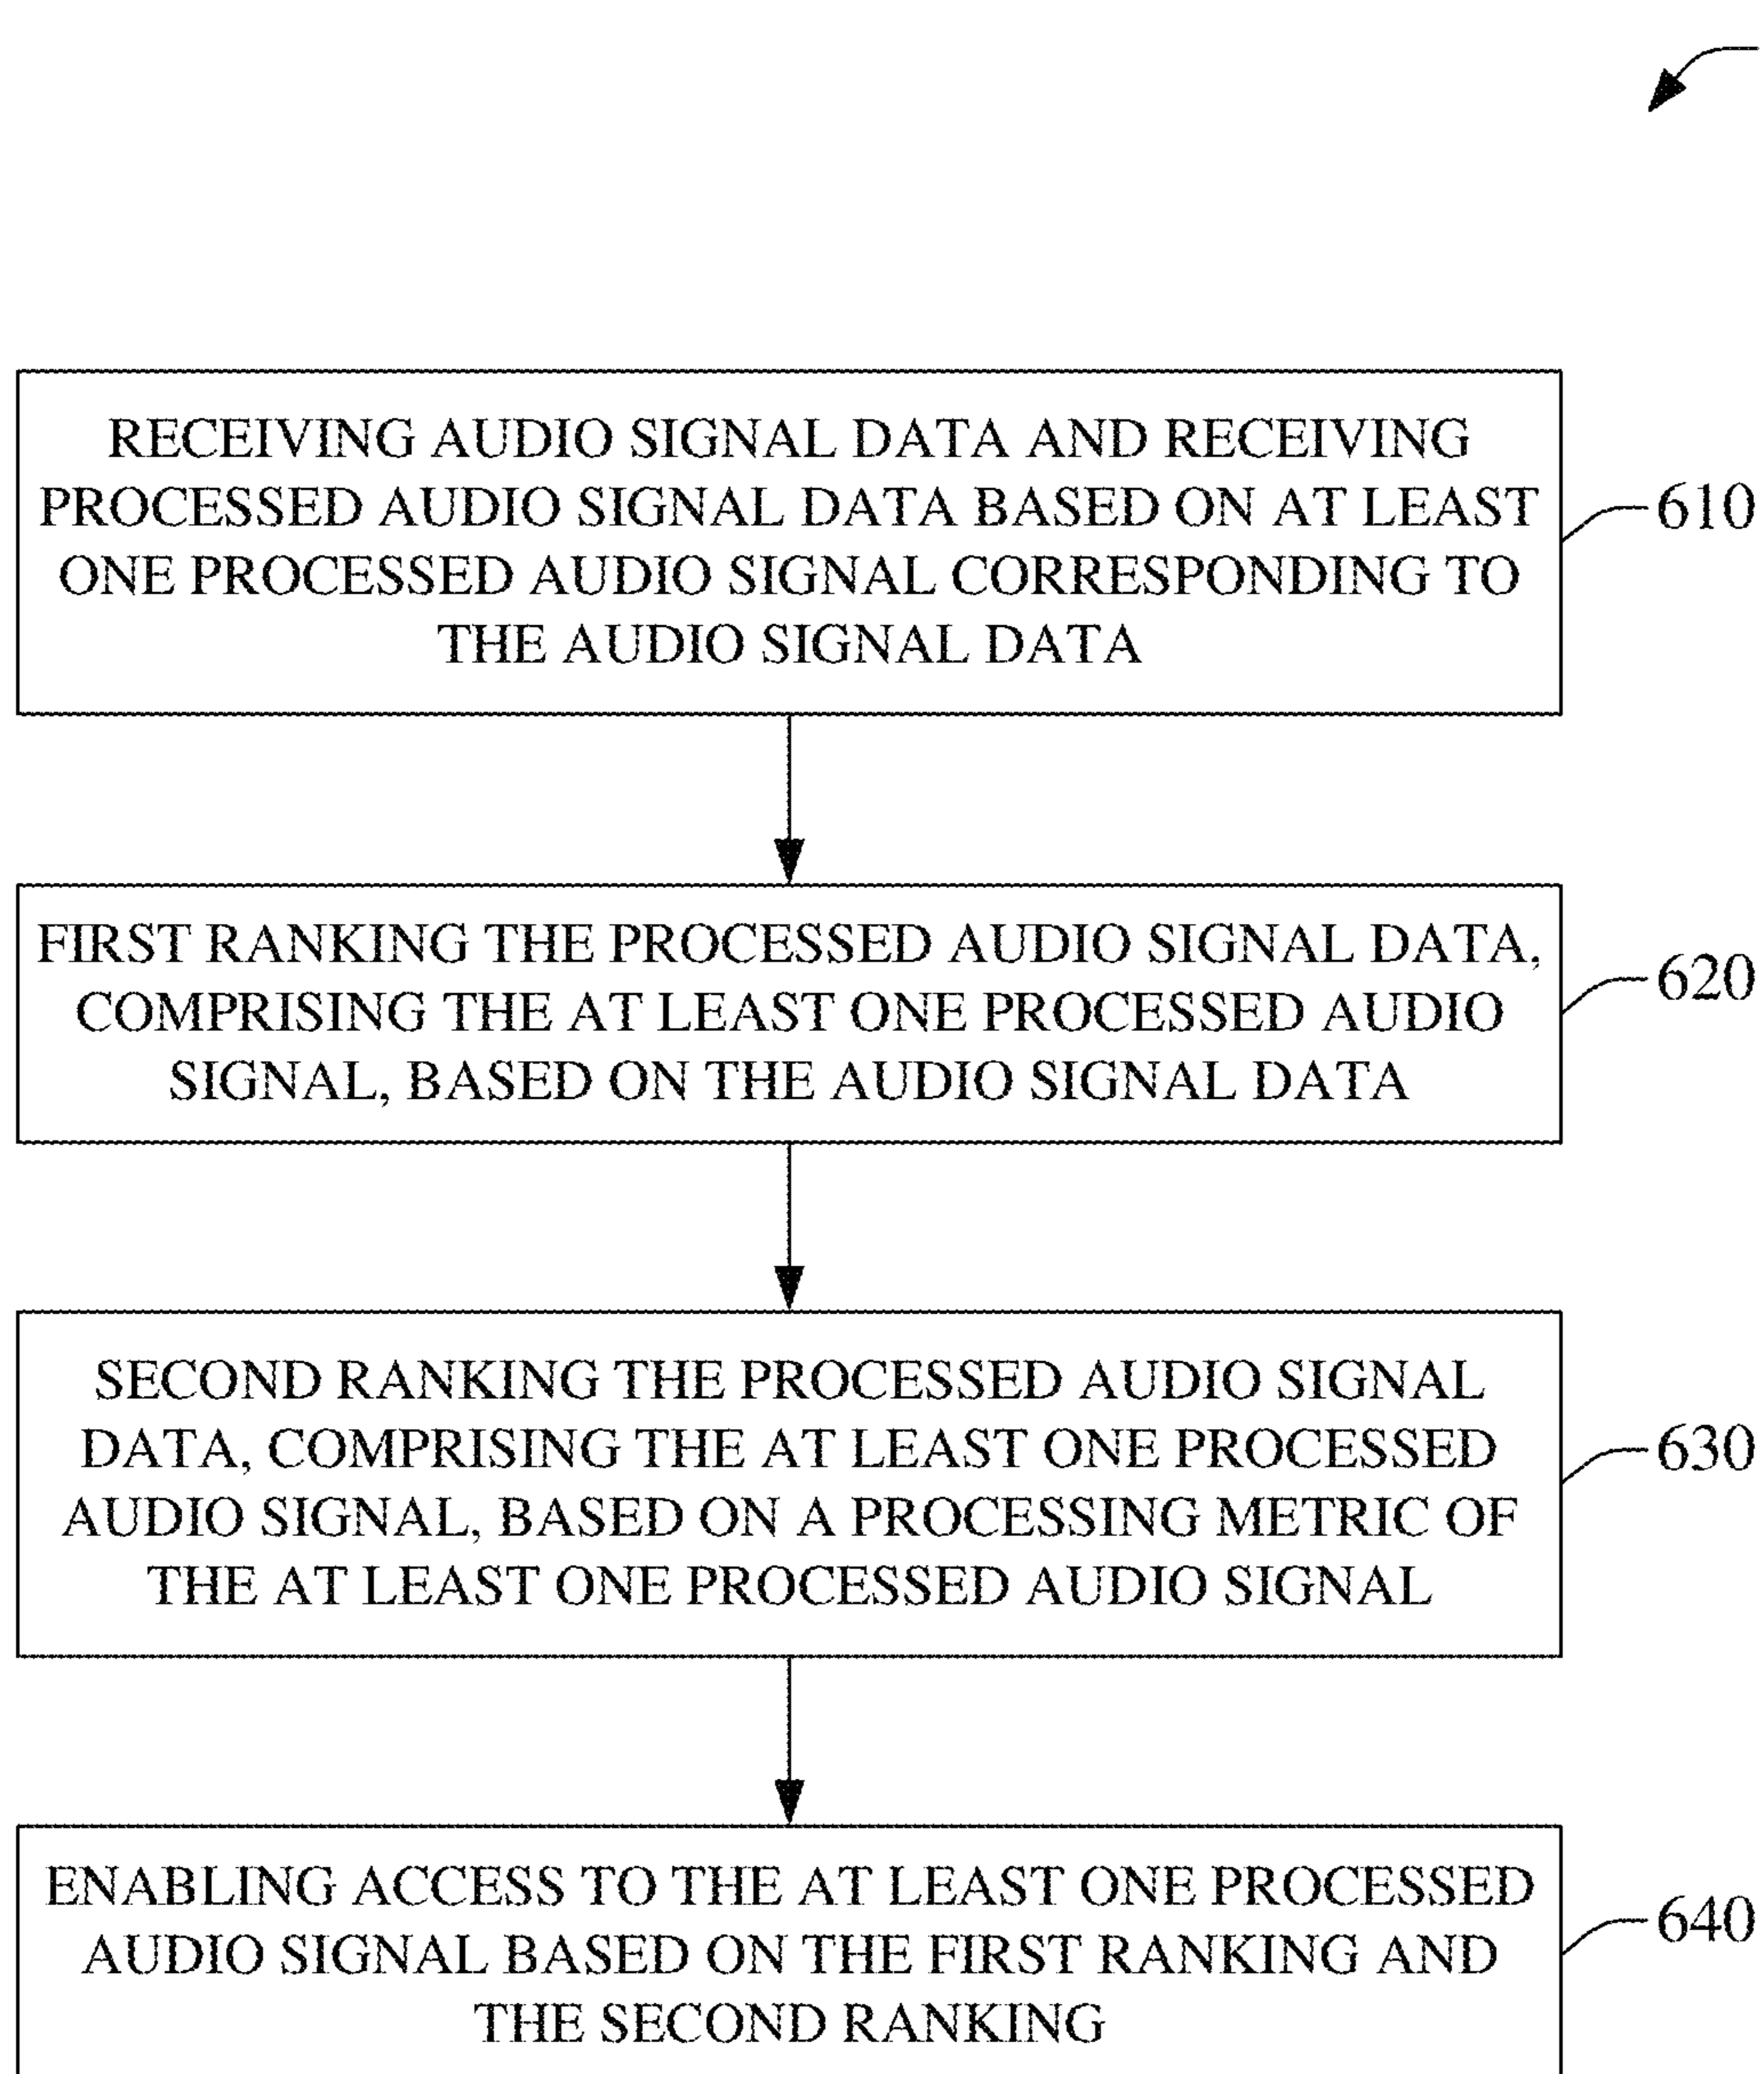 RECEIVING AUDIO SIGNAL DATA AND RECEIVING
PROCESSED AUDIO SIGNAL DATA BASED ON AT LEAST
ONE PROCESSED AUDIO SIGNAL CORRESPONDING TO
THE AUDIO SIGNAL DATA
610
FIRST RANKING THE PROCESSED AUDIO SIGNAL DATA,
COMPRISING THE AT LEAST ONE PROCESSED AUDIO
SIGNAL, BASED ON THE AUDIO SIGNAL DATA
620
SECOND RANKING THE PROCESSED AUDIO SIGNAL
DATA, COMPRISING THE AT LEAST ONE PROCESSED
AUDIO SIGNAL, BASED ON A PROCESSING METRIC OF
THE AT LEAST ONE PROCESSED AUDIO SIGNAL
630
ENABLING ACCESS TO THE AT LEAST ONE PROCESSED
AUDIO SIGNAL BASED ON THE FIRST RANKING AND
THE SECOND RANKING
640